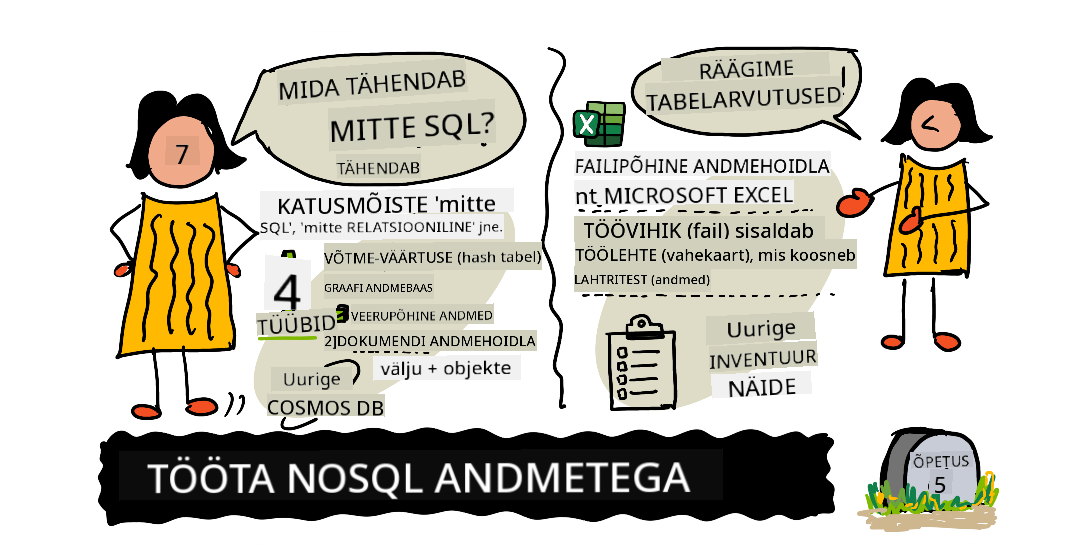 MIDA TÄHENDAB
MITTE SQL?
TÄHENDAB
7
KATUSMÕISTE 'mitte
SQL', 'mitte RELATSIOONILINE' jne.
4
TÜÜBID
VÕTME-VÄÄRTUSE (hash tabel)
GRAAFI ANDMEBAAS
3 VEERUPÕHINE ANDMED
2]DOKUMENDI ANDMEHOIDLA
välju + objekte
Uurige
COSMOS DB
RÄÄGIME
TABELARVUTUSED!
X
FAILIPÕHINE ANDMEHOIDLA
nt MICROSOFT EXCEL
TÖÖVIHIK (fail) sisaldab
TÖÖLEHTE (vahekaart), mis koosneb
LAHTRITEST (andmed)
Uurige
INVENTUUR
NÄIDE
TÖÖTA NOSQL ANDMETEGA
ÕPETUS
5